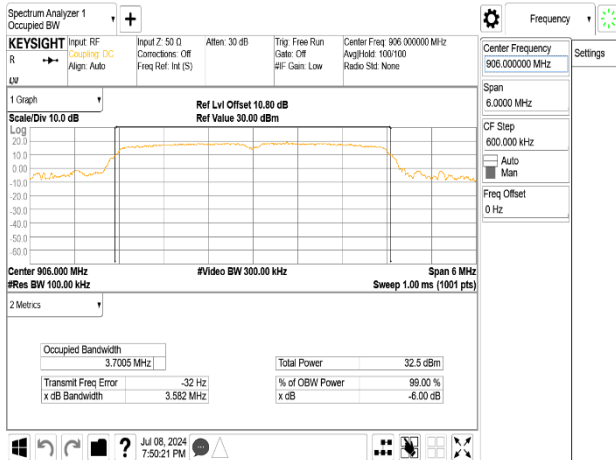 Spectrum Analyzer 1
Occupied BW
+
Frequency
KEYSIGHT
R
Input: RF
Coupling: DC
Align: Auto
Input Z: 50 Ω
Corrections: Off
Freq Ref: Int (S)
Atten: 30 dB
Trig: Free Run
Gate: Off
#IF Gain: Low
Center Freq: 906.000000 MHz
Avg|Hold: 100/100
Radio Std: None
Center Frequency
906.000000 MHz
Settings
Span
6.0000 MHz
CF Step
600.000 kHz
Auto
Man
Freq Offset
0 Hz
1 Graph
Scale/Div 10.0 dB
Ref Lvl Offset 10.80 dB
Ref Value 30.00 dBm
Log
20.0
10.0
0.00
-10.0
-20.0
-30.0
-40.0
-50.0
-60.0
Center 906.000 MHz
#Video BW 300.00 kHz
Span 6 MHz
#Res BW 100.00 kHz
Sweep 1.00 ms (1001 pts)
2 Metrics
Occupied Bandwidth
3.7005 MHz
Transmit Freq Error -32 Hz
x dB Bandwidth 3.582 MHz
Total Power 32.5 dBm
% of OBW Power 99.00 %
x dB -6.00 dB
?
Jul 08, 2024
7:50:21 PM